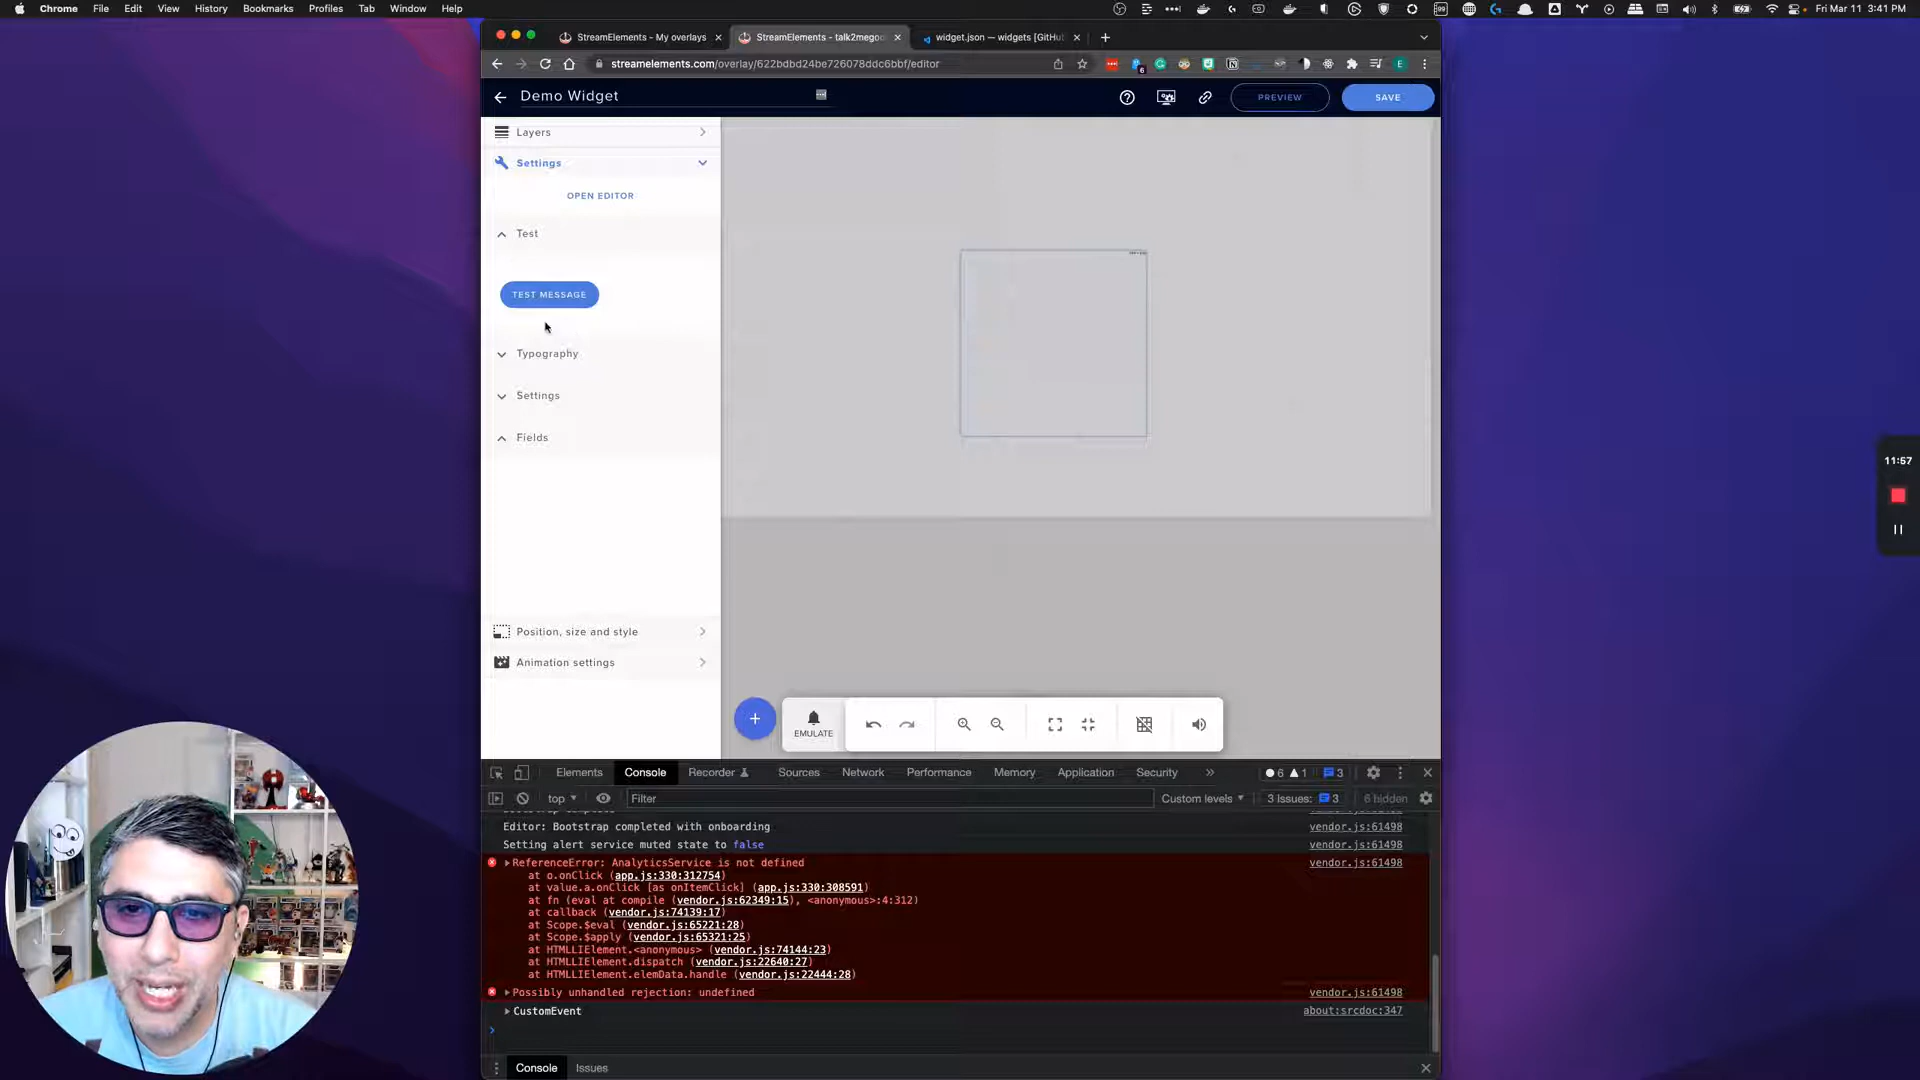 Chrome File Edit View History Bookmarks Profiles Tab Window Help Fri Mar 11 3:41 PM
StreamElements - My overlays StreamElements - talk2megoo widget.json — widgets [GitHu
streamelements.com/overlay/622bdbd24be726078ddc6bbf/editor
Demo Widget PREVIEW SAVE
Layers
Settings
OPEN EDITOR
Test
TEST MESSAGE
Typography
Settings
Fields
Position, size and style
Animation settings
EMULATE
11:57
Elements Console Recorder Sources Network Performance Memory Application Security » 6 1 3
top Filter Custom levels 3 Issues: 3 6 hidden
Editor: Bootstrap completed with onboarding vendor.js:61498
Setting alert service muted state to false vendor.js:61498
ReferenceError: AnalyticsService is not defined vendor.js:61498
at o.onClick (app.js:330:312754)
at value.a.onClick [as onItemClick] (app.js:330:308591)
at fn (eval at compile (vendor.js:62349:15), <anonymous>:4:312)
at callback (vendor.js:74139:17)
at Scope.$eval (vendor.js:65221:28)
at Scope.$apply (vendor.js:65321:25)
at HTMLLIElement.<anonymous> (vendor.js:74144:23)
at HTMLLIElement.dispatch (vendor.js:22640:27)
at HTMLLIElement.elemData.handle (vendor.js:22444:28)
Possibly unhandled rejection: undefined vendor.js:61498
CustomEvent about:srcdoc:347
Console Issues